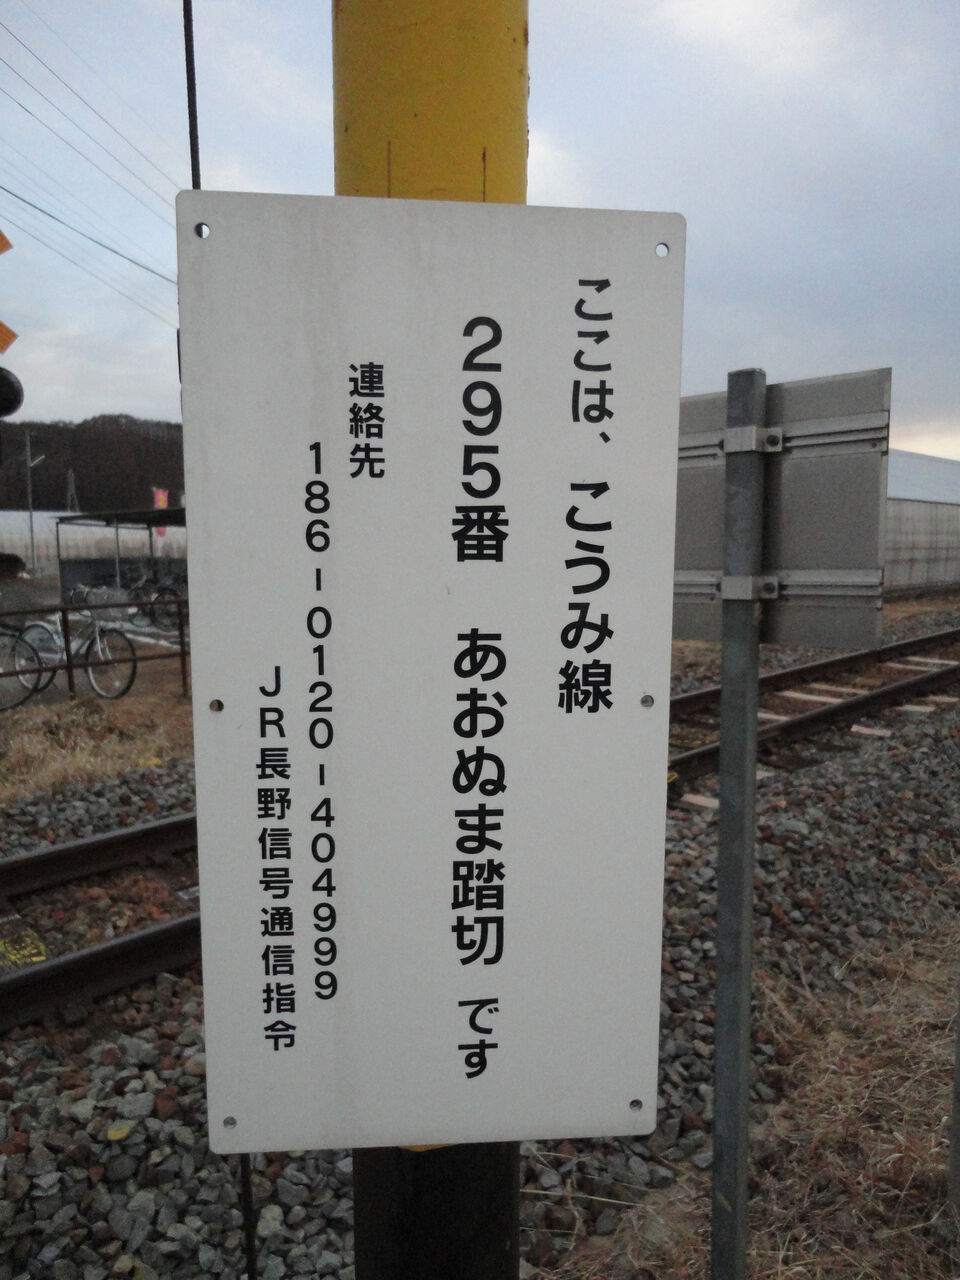 ここは、こうみ線
295番　あおぬま踏切 です
連絡先
186-0120-404999
JR長野信号通信指令